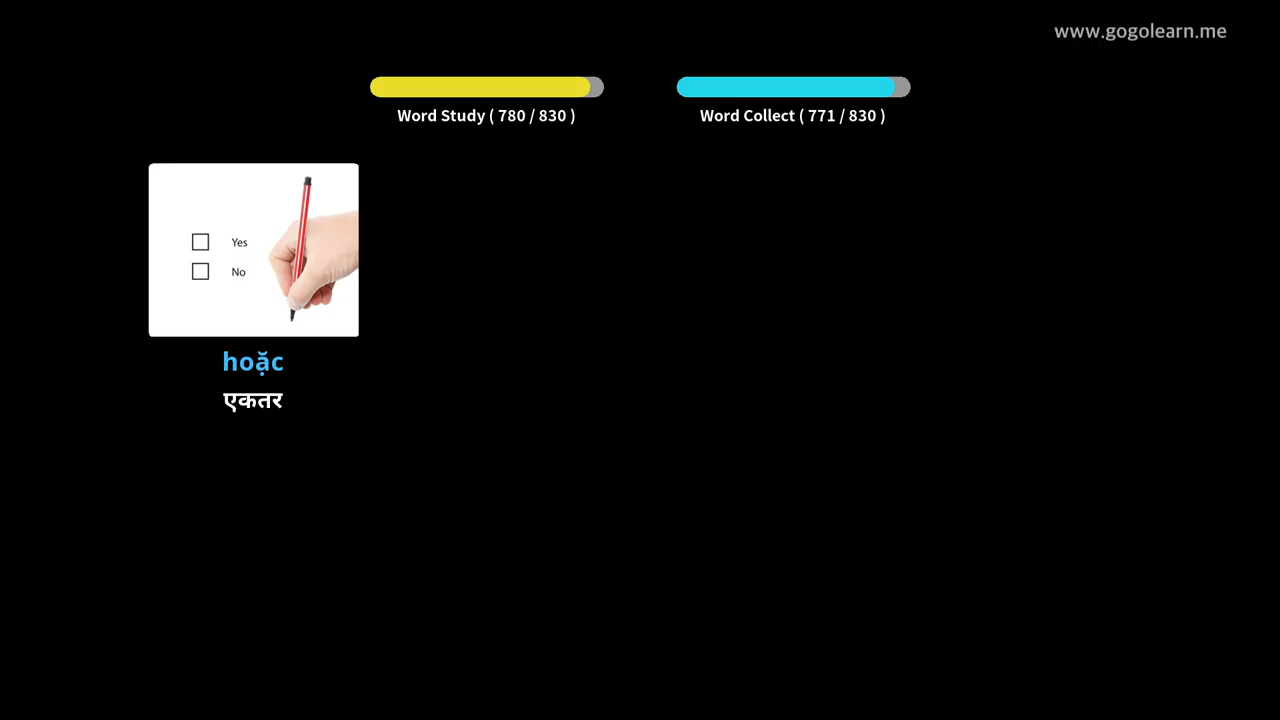 www.gogolearn.me
Word Study ( 780 / 830 )
Word Collect ( 771 / 830 )
Yes
No
hoặc
एकतर